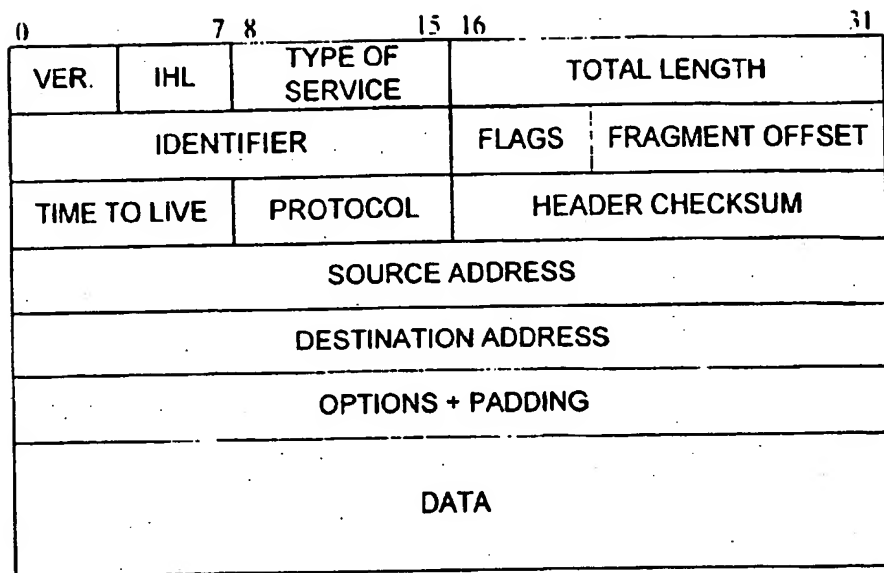 0 7 8 15 16 31
VER. IHL TYPE OF SERVICE TOTAL LENGTH
IDENTIFIER FLAGS FRAGMENT OFFSET
TIME TO LIVE PROTOCOL HEADER CHECKSUM
SOURCE ADDRESS
DESTINATION ADDRESS
OPTIONS + PADDING
DATA